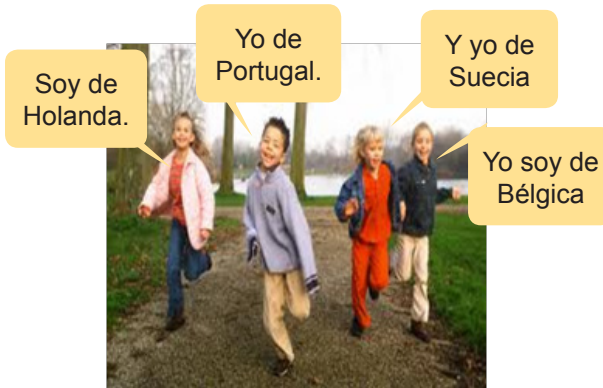 Soy de
Holanda.
Yo de
Portugal.
Y yo de
Suecia
Yo soy de
Bélgica